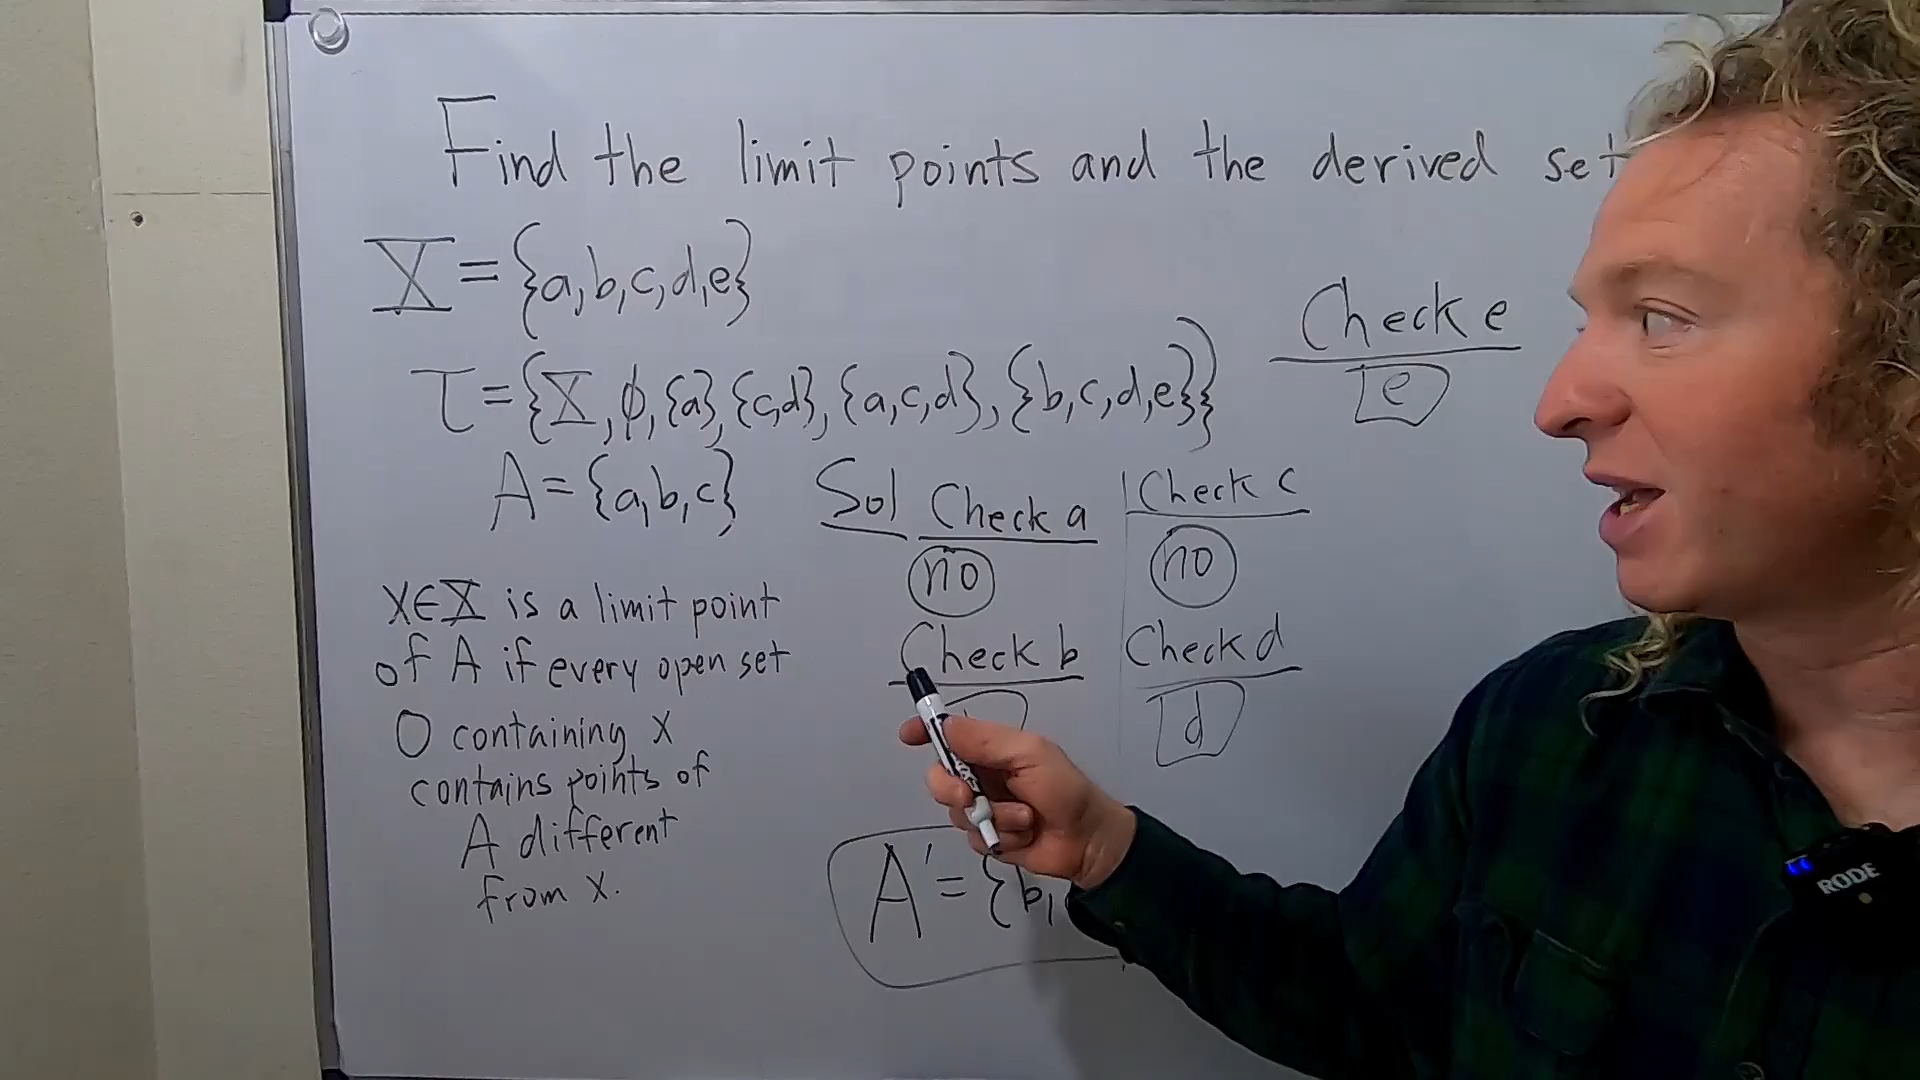 Find the limit points and the derived set
X = {a,b,c,d,e}
τ = {X, φ, {a}, {c,d}, {a,c,d}, {b,c,d,e}}
A = {a,b,c}
x∈X is a limit point
of A if every open set
O containing x
contains points of
A different
from x.
Sol
Check a
no
Check b
Check c
no
Check d
d
Check e
e
A' = {b,
RODE